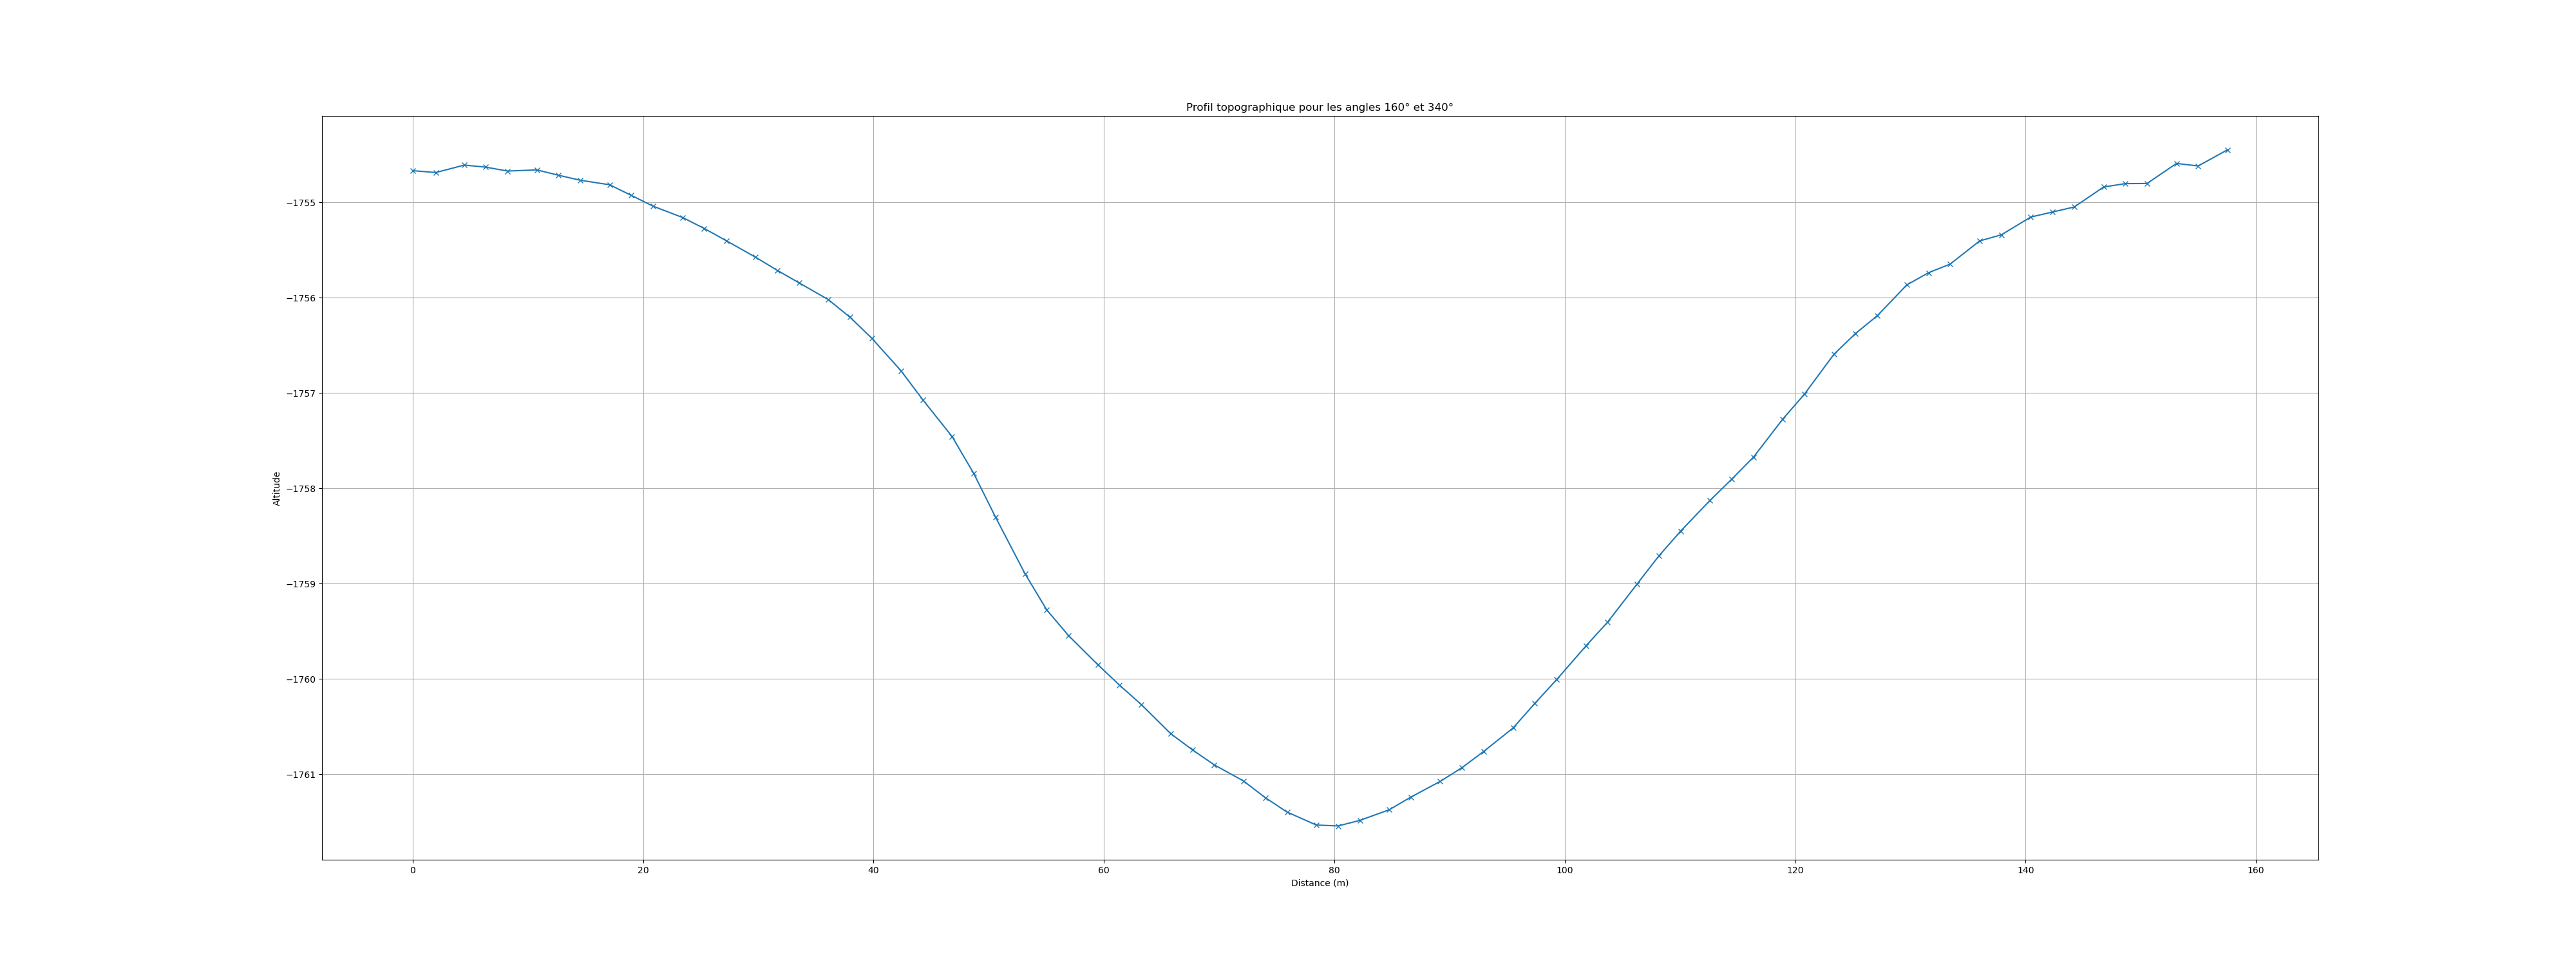 Profil topographique pour les angles 160° et 340°
Altitude
−1755
−1756
−1757
−1758
−1759
−1760
−1761
0 20 40 60 80 100 120 140 160
Distance (m)